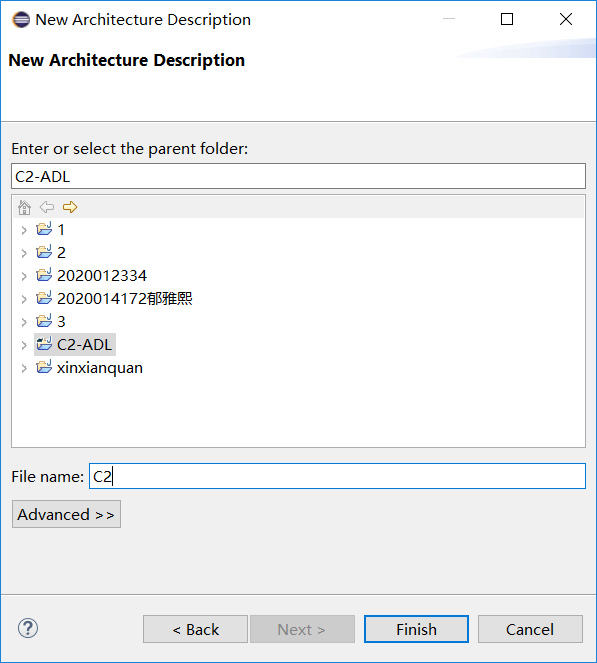 New Architecture Description
New Architecture Description
Enter or select the parent folder:
C2-ADL
1
2
2020012334
2020014172郁雅熙
3
C2-ADL
xinxianquan
File name: C2
Advanced >>
? < Back Next > Finish Cancel